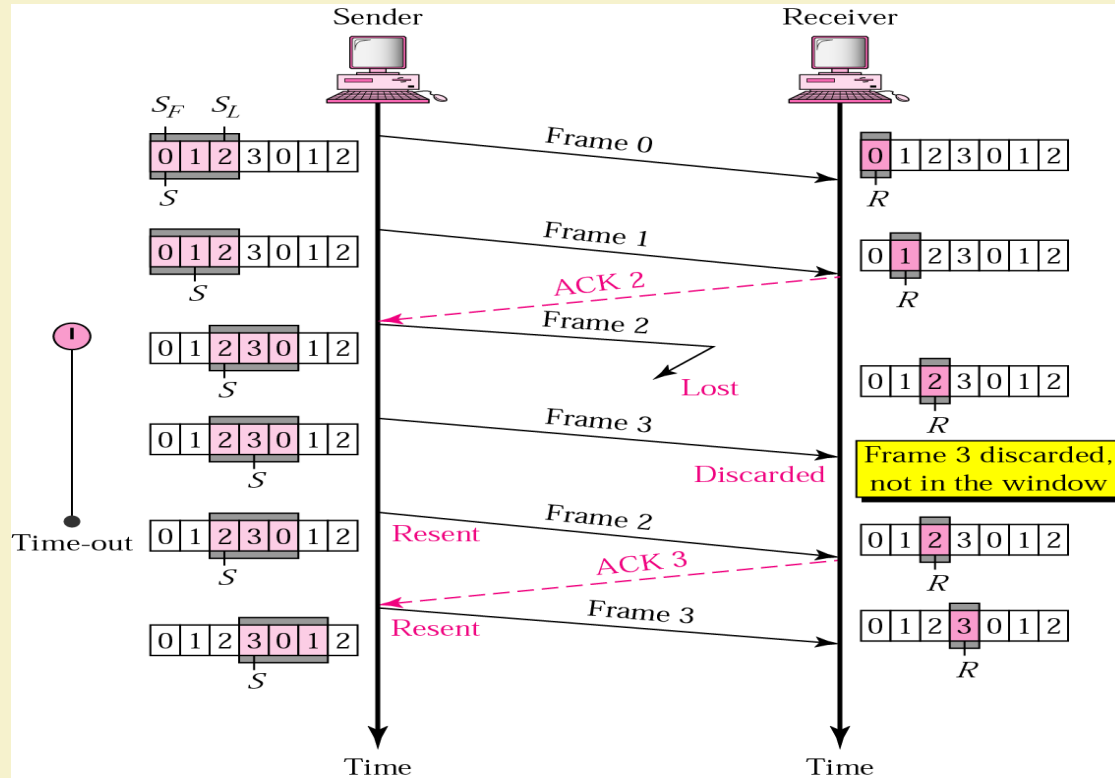 Sender
Receiver
S_F S_L
0 1 2 3 0 1 2
S
Frame 0
0 1 2 3 0 1 2
R
0 1 2 3 0 1 2
S
Frame 1
0 1 2 3 0 1 2
R
ACK 2
0 1 2 3 0 1 2
S
Frame 2
Lost
0 1 2 3 0 1 2
R
0 1 2 3 0 1 2
S
Frame 3
Discarded
Frame 3 discarded,
not in the window
Time-out
0 1 2 3 0 1 2
S
Resent
Frame 2
0 1 2 3 0 1 2
R
ACK 3
0 1 2 3 0 1 2
S
Resent
Frame 3
0 1 2 3 0 1 2
R
Time
Time